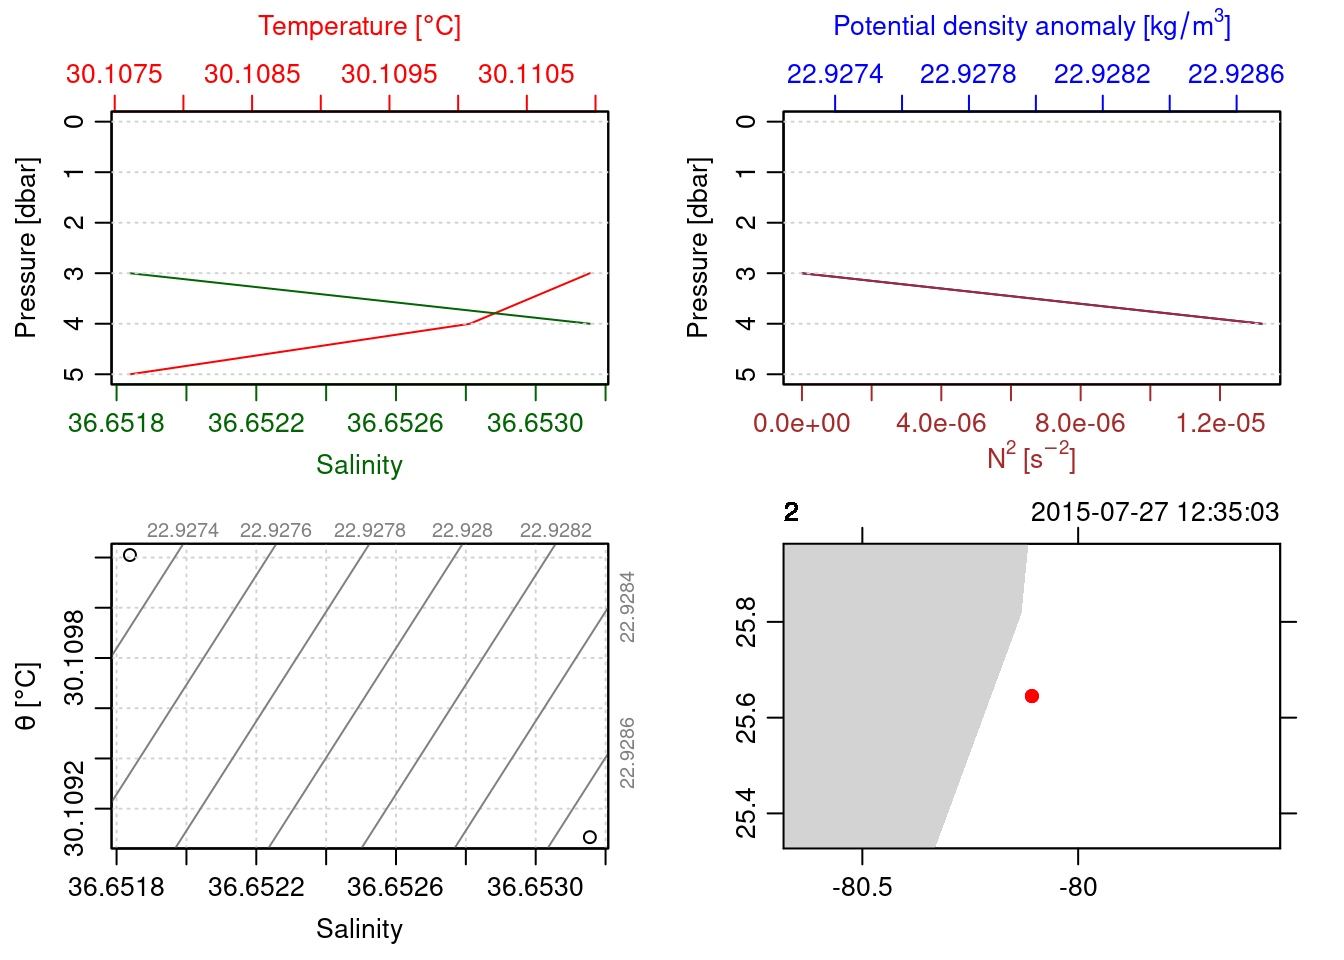 Temperature [°C]
30.1075 30.1085 30.1095 30.1105
Pressure [dbar]
0
1
2
3
4
5
36.6518 36.6522 36.6526 36.6530
Salinity
Potential density anomaly [kg/m³]
22.9274 22.9278 22.9282 22.9286
Pressure [dbar]
0
1
2
3
4
5
0.0e+00 4.0e-06 8.0e-06 1.2e-05
N² [s⁻²]
22.9274 22.9276 22.9278 22.928 22.9282
22.9284
22.9286
θ [°C]
30.1098
30.1092
36.6518 36.6522 36.6526 36.6530
Salinity
2 2015-07-27 12:35:03
25.8
25.6
25.4
-80.5 -80